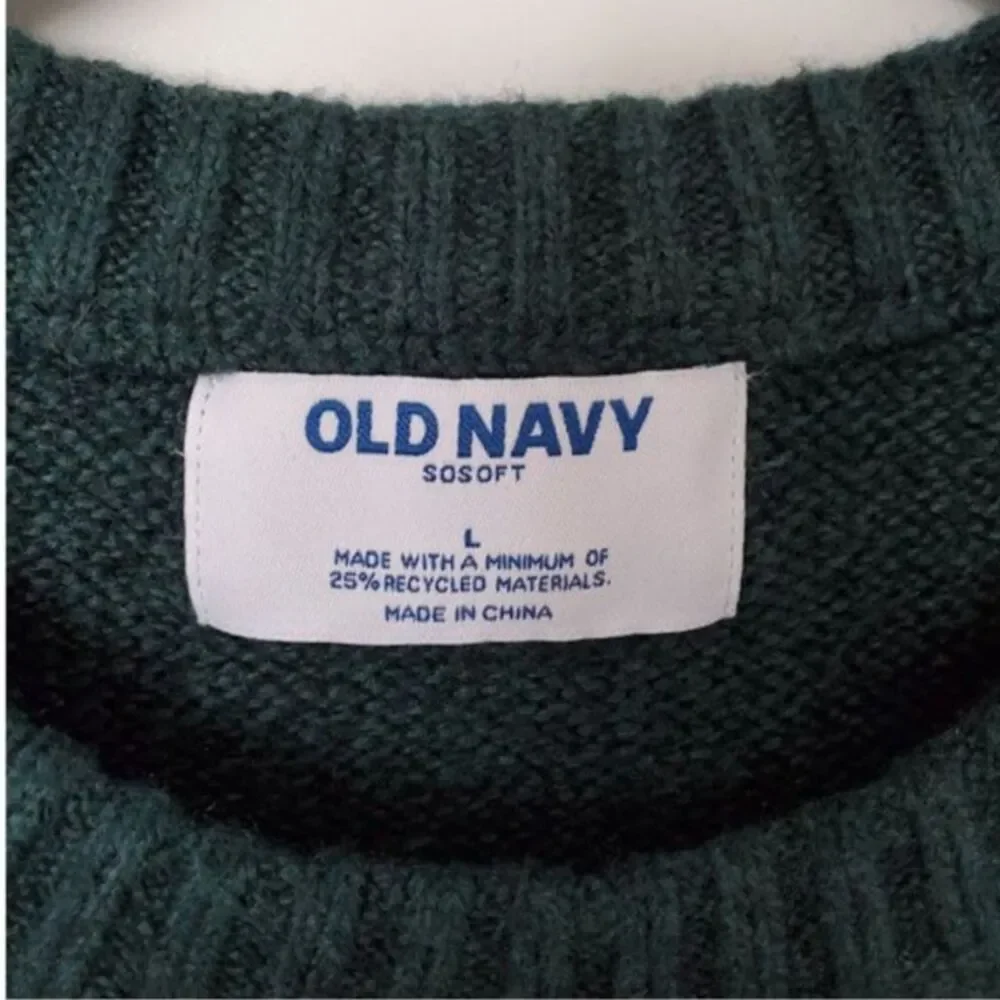 OLD NAVY
SOSOFT
L
MADE WITH A MINIMUM OF
25% RECYCLED MATERIALS.
MADE IN CHINA